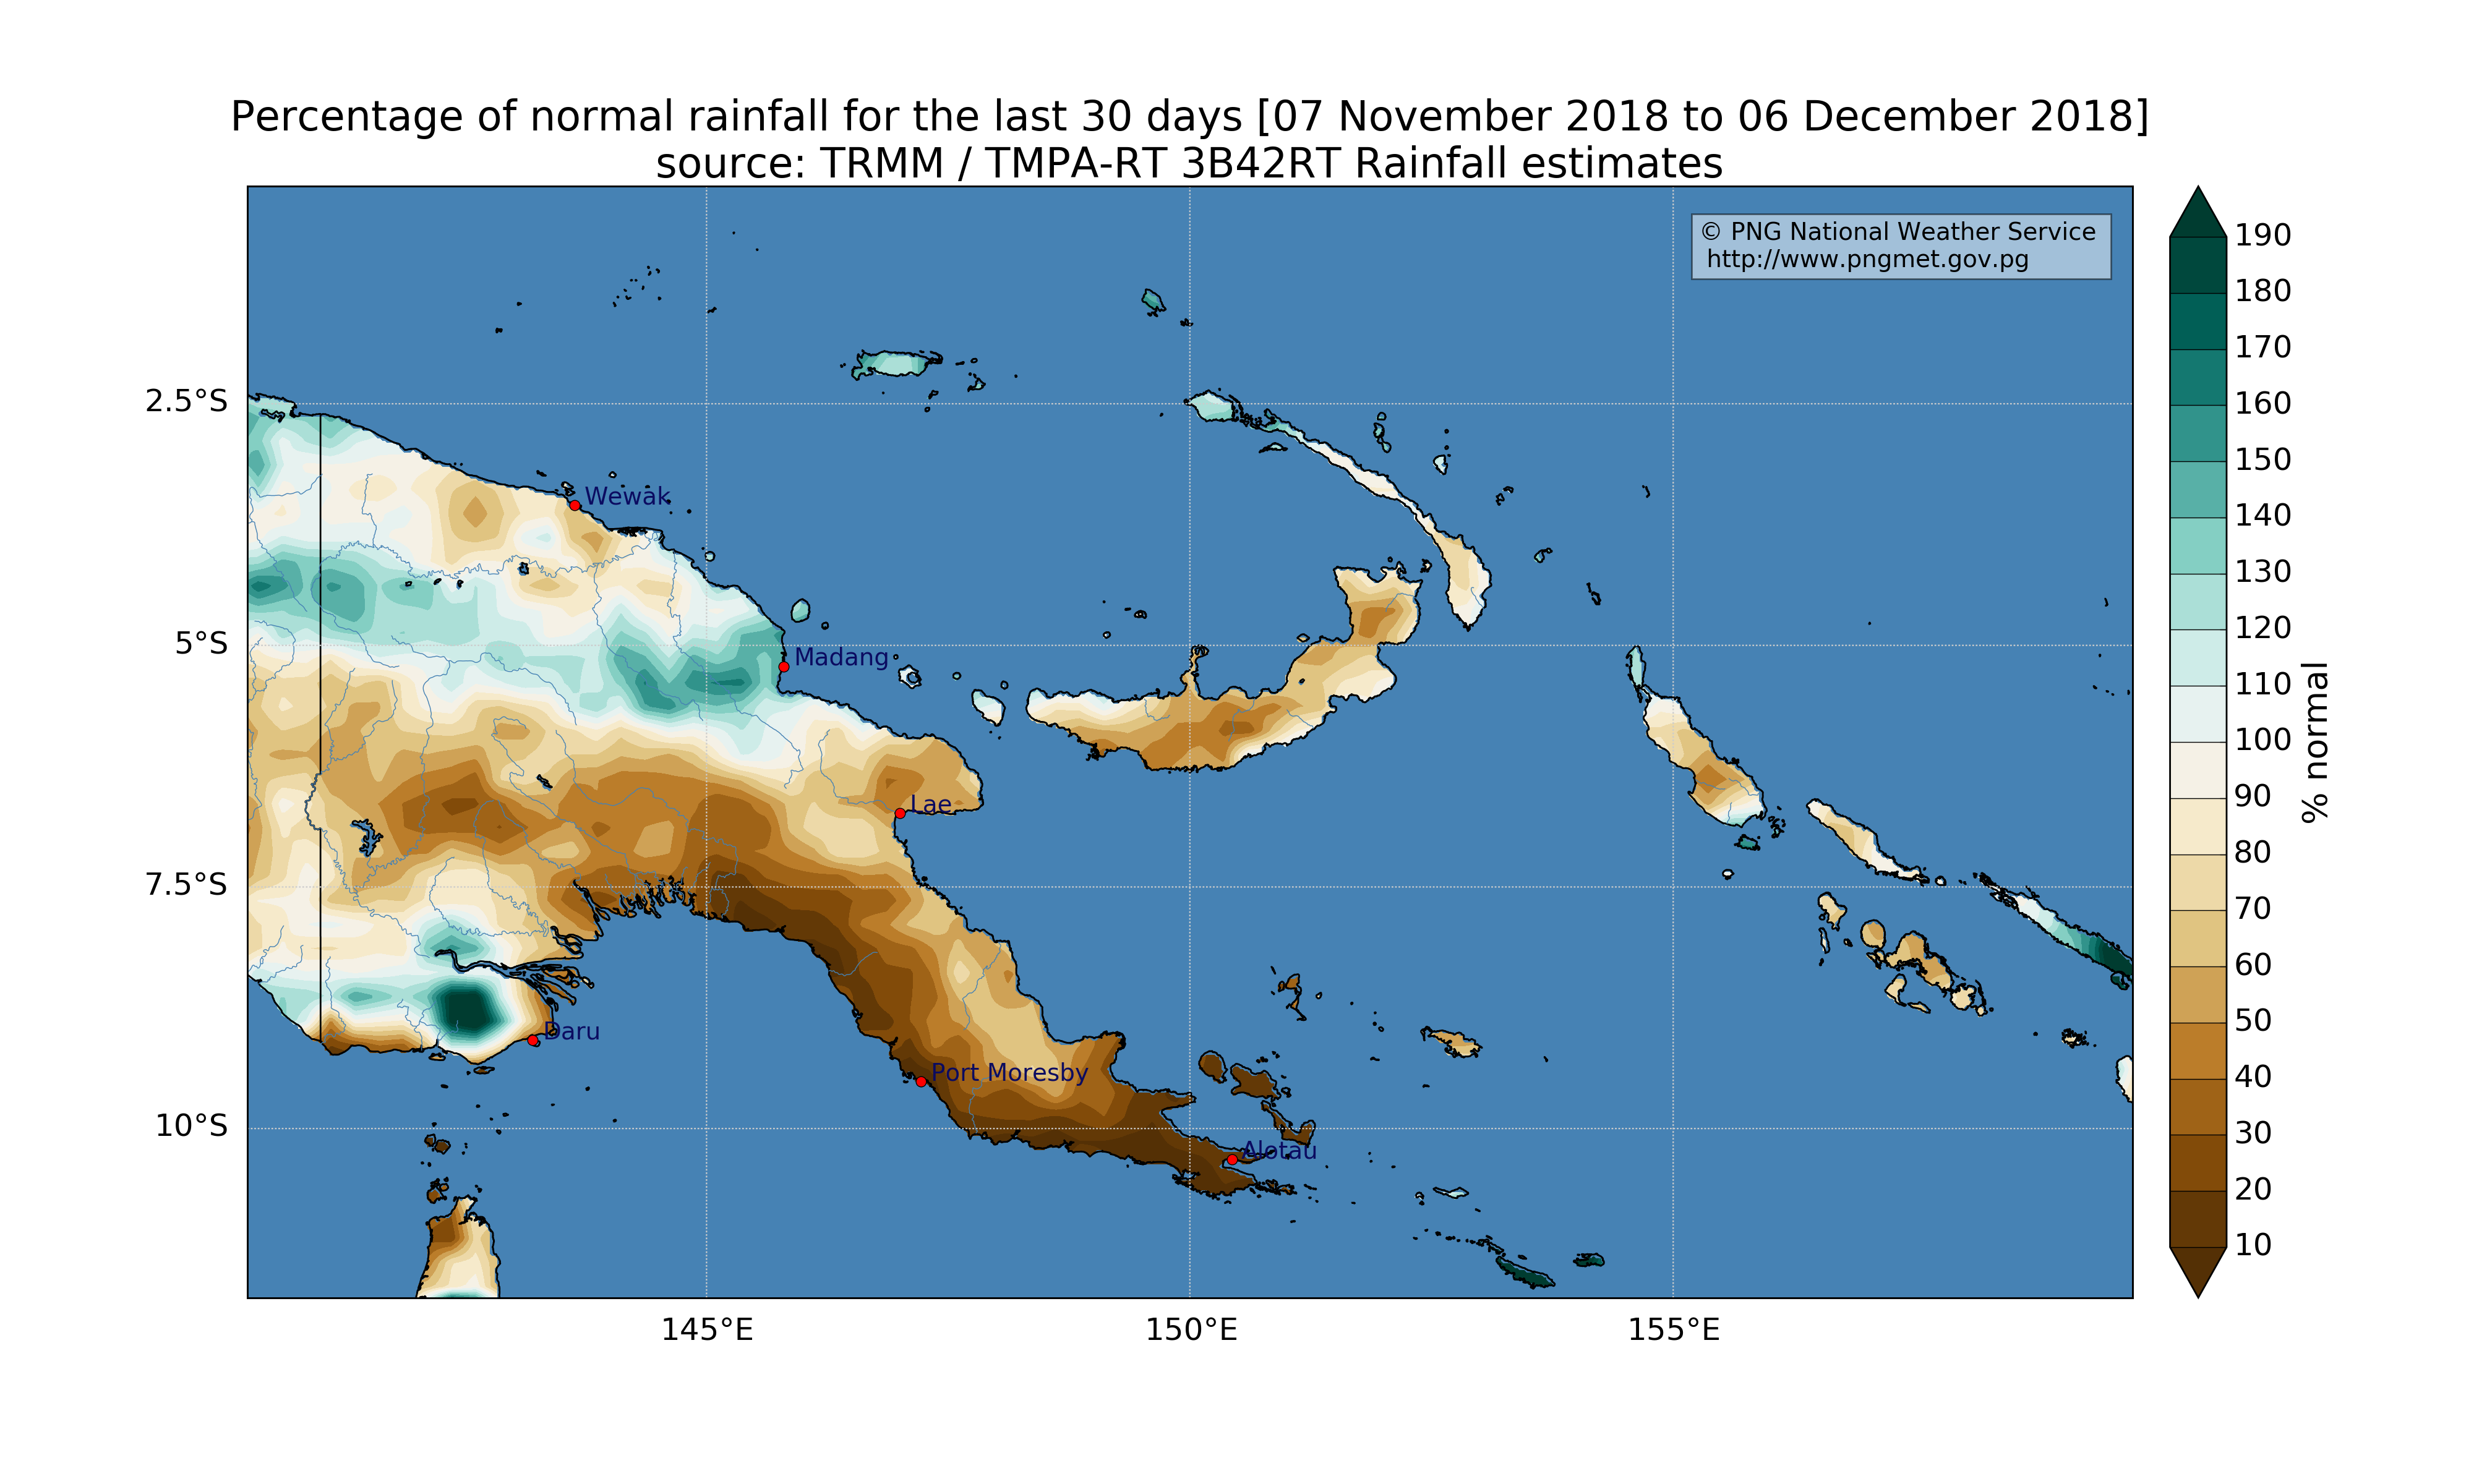 Percentage of normal rainfall for the last 30 days [07 November 2018 to 06 December 2018]
source: TRMM / TMPA-RT 3B42RT Rainfall estimates
© PNG National Weather Service
http://www.pngmet.gov.pg
2.5°S
5°S
7.5°S
10°S
Wewak
Madang
Lae
Daru
Port Moresby
Alotau
145°E
150°E
155°E
190
180
170
160
150
140
130
120
110
100
90
80
70
60
50
40
30
20
10
% normal